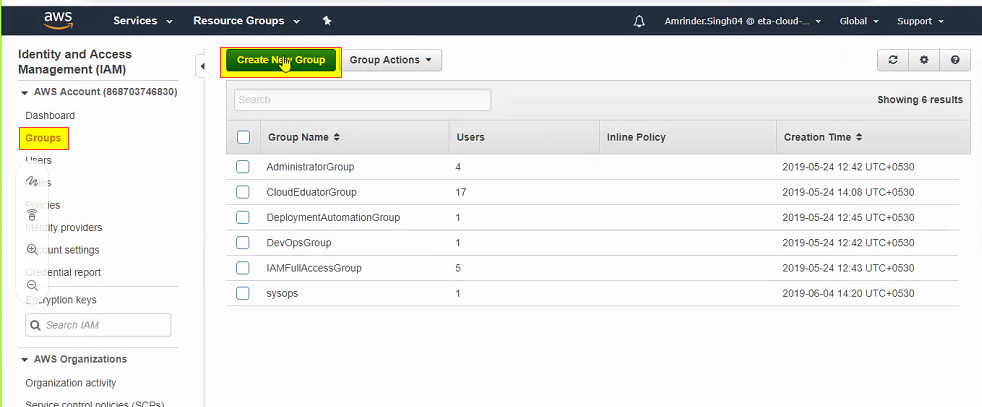 aws Services Resource Groups Amrinder.Singh04 @ eta-cloud-... Global Support
Identity and Access
Management (IAM)
AWS Account (868703746830)
Dashboard
Groups
Users
Identity providers
Credential report
Encryption keys
Search IAM
AWS Organizations
Organization activity
Service control policies (SCPs)
Create New Group Group Actions
Search
Showing 6 results
Group Name Users Inline Policy Creation Time
AdministratorGroup 4 2019-05-24 12:42 UTC+0530
CloudEduatorGroup 17 2019-05-24 14:08 UTC+0530
DeploymentAutomationGroup 1 2019-05-24 12:45 UTC+0530
DevOpsGroup 1 2019-05-24 12:42 UTC+0530
IAMFullAccessGroup 5 2019-05-24 12:43 UTC+0530
sysops 1 2019-06-04 14:20 UTC+0530